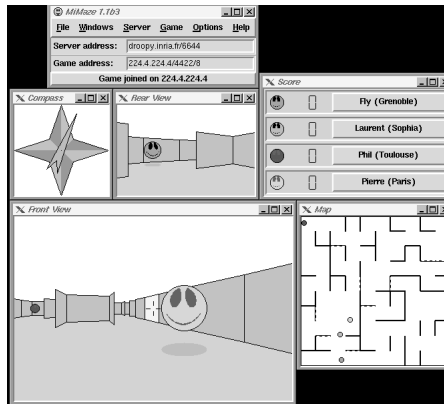 MiMaze 1.1b3
File Windows Server Game Options Help
Server address: droopy.inria.fr/6644
Game address: 224.4.224.4/4422/8
Game joined on 224.4.224.4
Compass
Rear View
Score
Fly (Grenoble)
Laurent (Sophia)
Phil (Toulouse)
Pierre (Paris)
Front View
Map